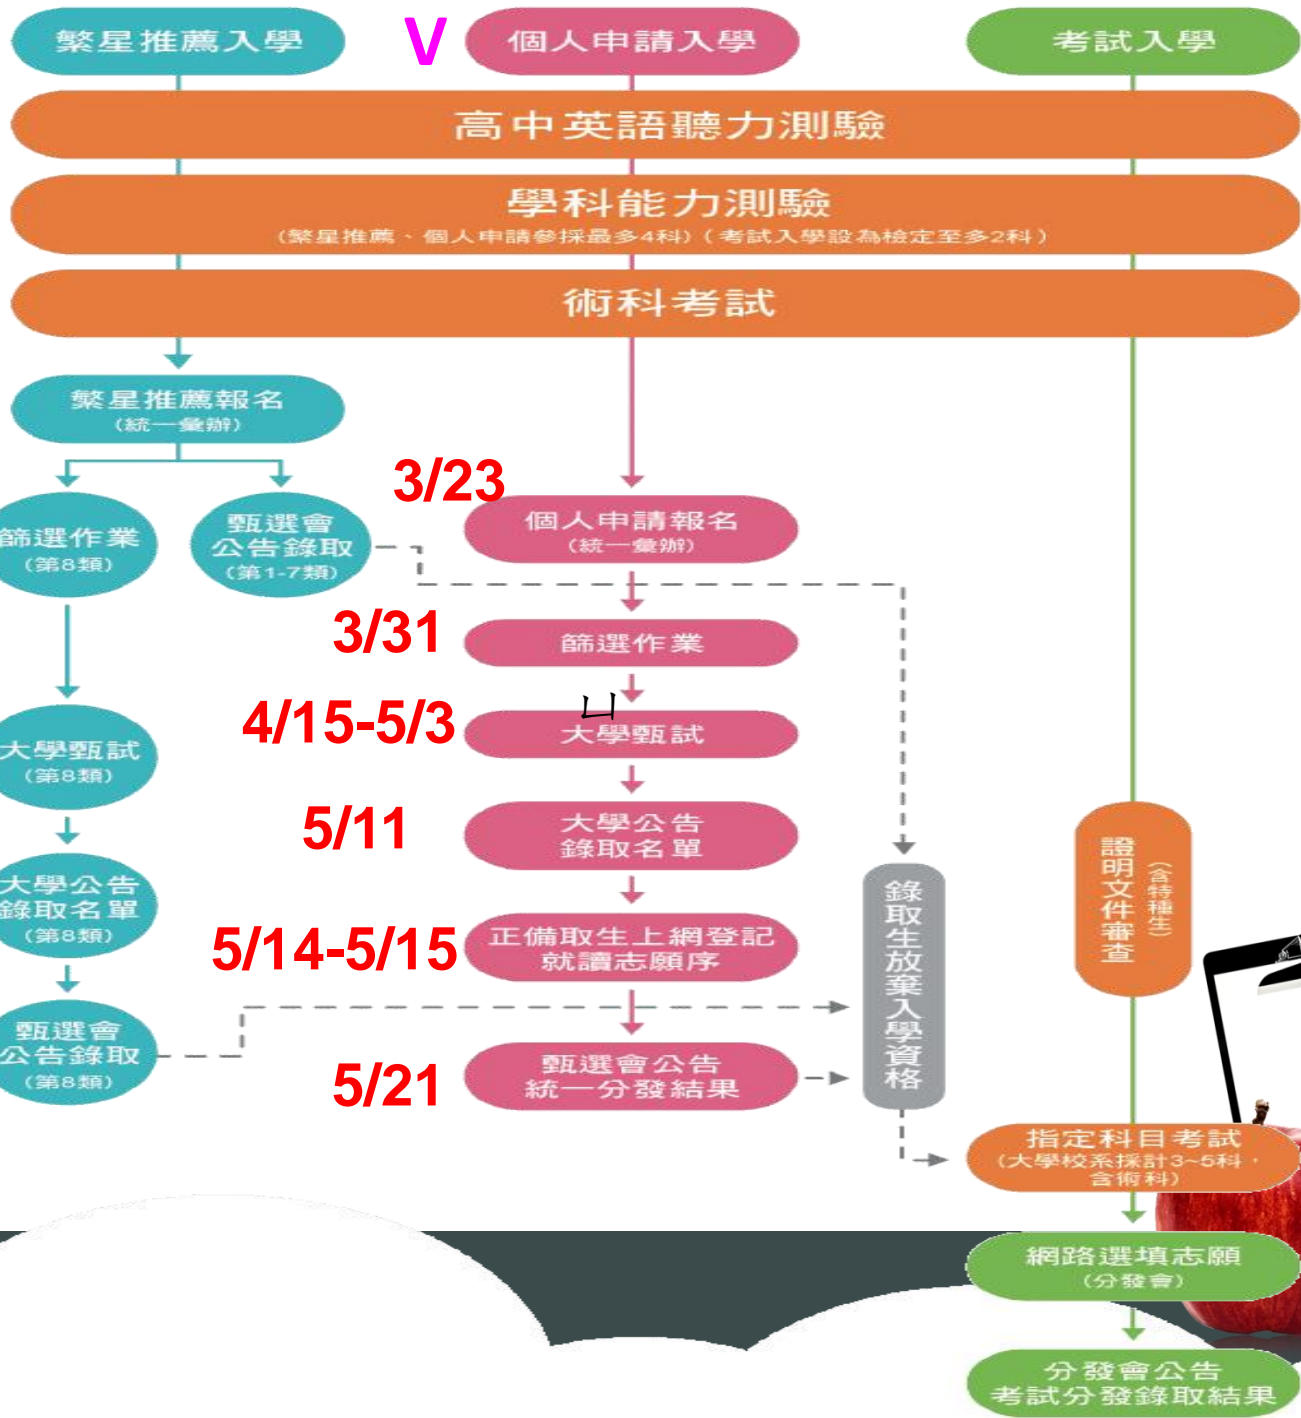 繁星推薦入學
V
個人申請入學
考試入學
高中英語聽力測驗
學科能力測驗
(繁星推薦、個人申請參採最多4科)(考試入學設為檢定至多2科)
術科考試
繁星推薦報名
(統一彙辦)
篩選作業
(第8類)
甄選會
公告錄取
(第1-7類)
大學甄試
(第8類)
大學公告
錄取名單
(第8類)
甄選會
公告錄取
(第8類)
3/23
個人申請報名
(統一彙辦)
3/31
篩選作業
ㄩ
4/15-5/3
大學甄試
5/11
大學公告
錄取名單
5/14-5/15
正備取生上網登記
就讀志願序
5/21
甄選會公告
統一分發結果
錄取生放棄入學資格
證明文件審查
(含特種生)
指定科目考試
(大學校系採計3~5科,
含術科)
網路選填志願
(分發會)
分發會公告
考試分發錄取結果